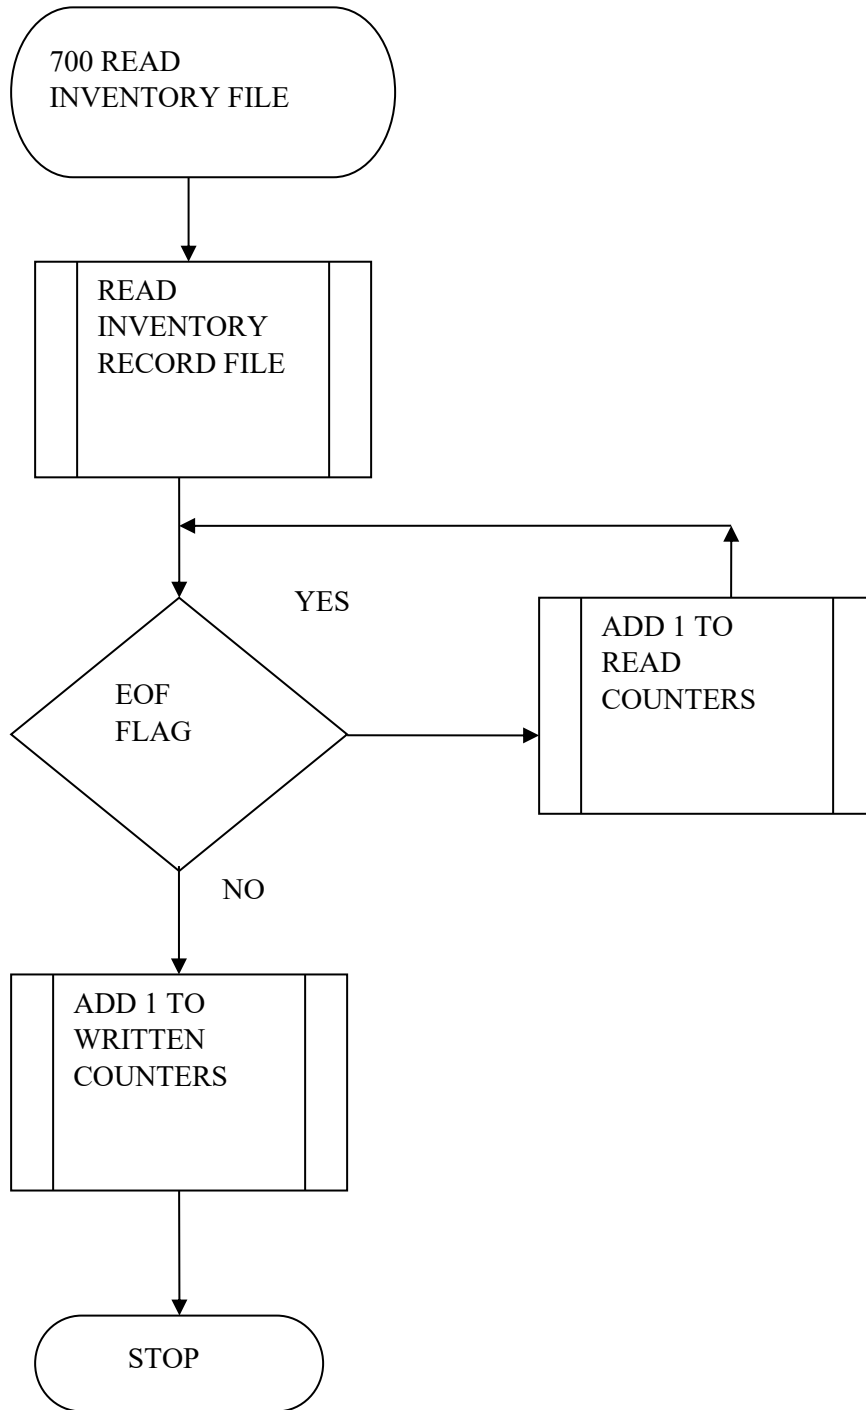 700 READ
INVENTORY FILE
READ
INVENTORY
RECORD FILE
YES
ADD 1 TO
READ
COUNTERS
EOF
FLAG
NO
ADD 1 TO
WRITTEN
COUNTERS
STOP